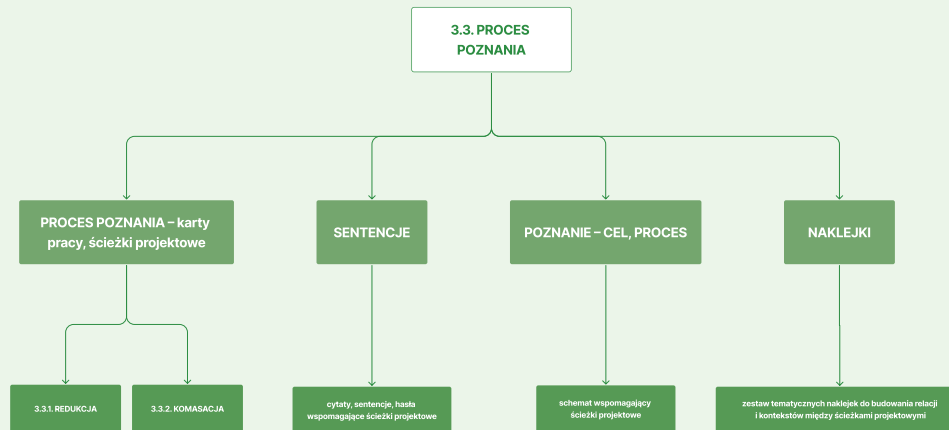 3.3. PROCES
POZNANIA
PROCES POZNANIA – karty
pracy, ścieżki projektowe
SENTENCJE
POZNANIE – CEL, PROCES
NAKLEJKI
3.3.1. REDUKCJA
3.3.2. KOMASACJA
cytaty, sentencje, hasła
wspomagające ścieżki projektowe
schemat wspomagający
ścieżki projektowe
zestaw tematycznych naklejek do budowania relacji
i kontekstów między ścieżkami projektowymi